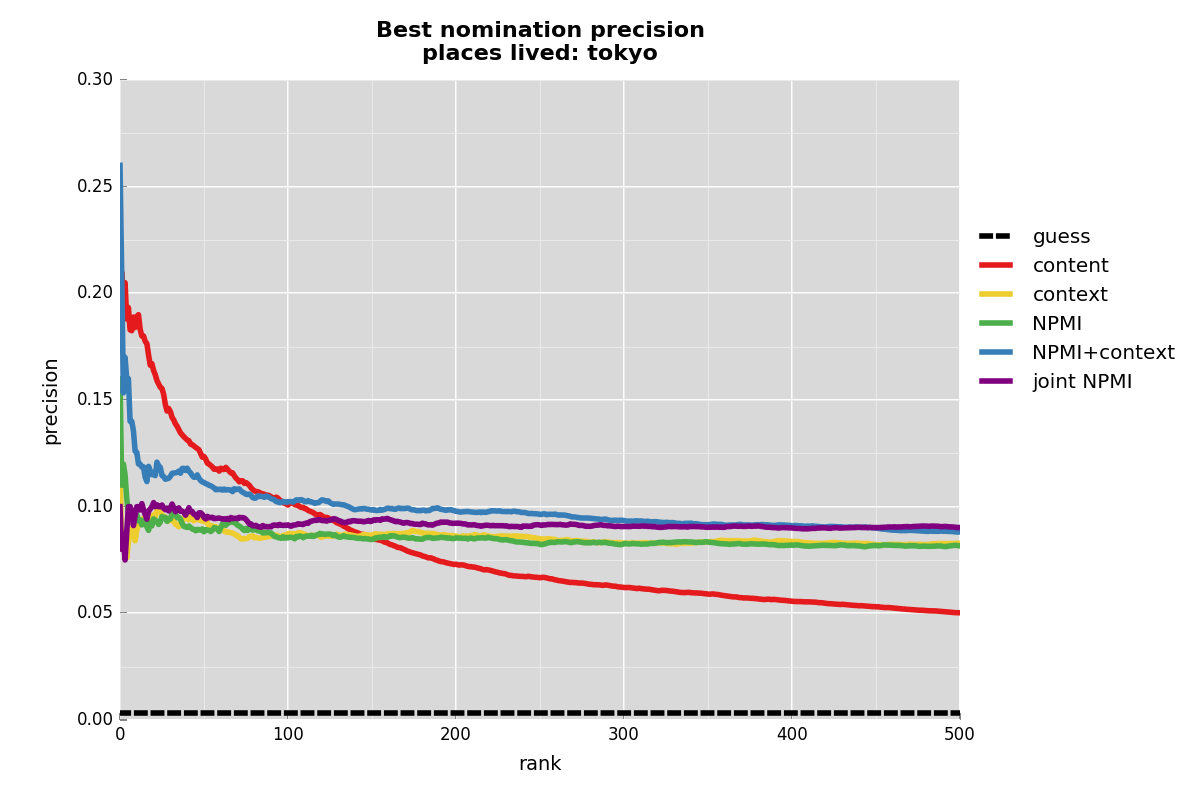 Best nomination precision
places lived: tokyo
0.30
0.25
0.20
0.15
0.10
0.05
0.00
precision
0 100 200 300 400 500
rank
guess
content
context
NPMI
NPMI+context
joint NPMI